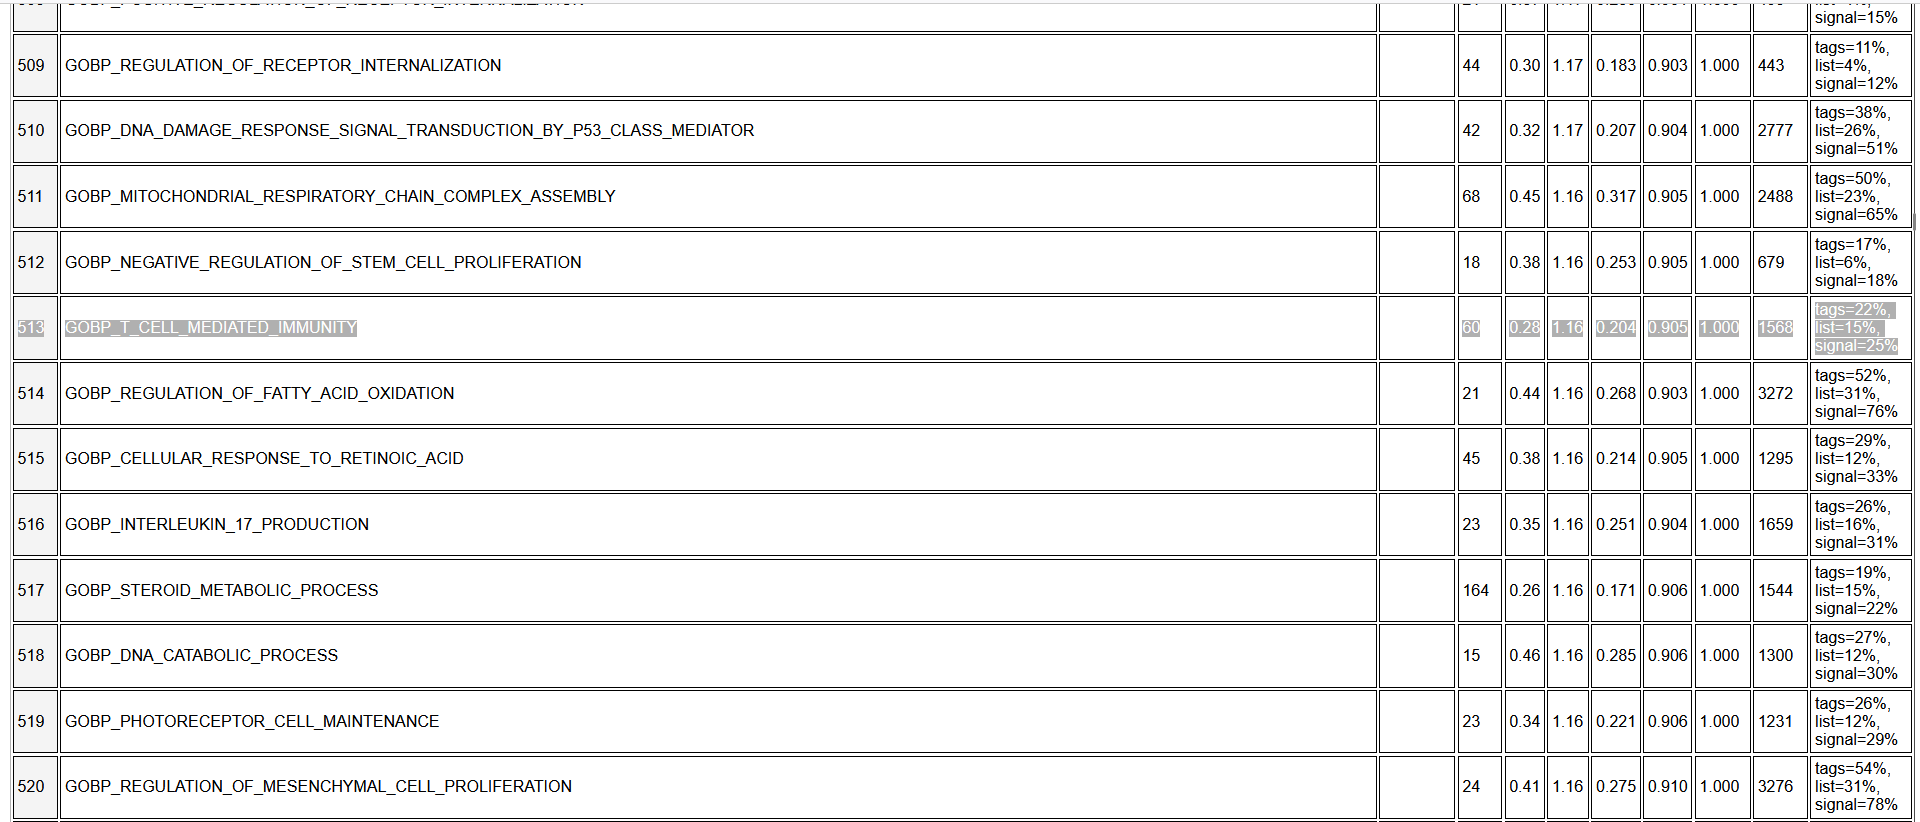 signal=15%
509 GOBP_REGULATION_OF_RECEPTOR_INTERNALIZATION 44 0.30 1.17 0.183 0.903 1.000 443 tags=11%,
list=4%,
signal=12%
510 GOBP_DNA_DAMAGE_RESPONSE_SIGNAL_TRANSDUCTION_BY_P53_CLASS_MEDIATOR 42 0.32 1.17 0.207 0.904 1.000 2777 tags=38%,
list=26%,
signal=51%
511 GOBP_MITOCHONDRIAL_RESPIRATORY_CHAIN_COMPLEX_ASSEMBLY 68 0.45 1.16 0.317 0.905 1.000 2488 tags=50%,
list=23%,
signal=65%
512 GOBP_NEGATIVE_REGULATION_OF_STEM_CELL_PROLIFERATION 18 0.38 1.16 0.253 0.905 1.000 679 tags=17%,
list=6%,
signal=18%
513 GOBP_T_CELL_MEDIATED_IMMUNITY 60 0.28 1.16 0.204 0.905 1.000 1568 tags=22%,
list=15%,
signal=25%
514 GOBP_REGULATION_OF_FATTY_ACID_OXIDATION 21 0.44 1.16 0.268 0.903 1.000 3272 tags=52%,
list=31%,
signal=76%
515 GOBP_CELLULAR_RESPONSE_TO_RETINOIC_ACID 45 0.38 1.16 0.214 0.905 1.000 1295 tags=29%,
list=12%,
signal=33%
516 GOBP_INTERLEUKIN_17_PRODUCTION 23 0.35 1.16 0.251 0.904 1.000 1659 tags=26%,
list=16%,
signal=31%
517 GOBP_STEROID_METABOLIC_PROCESS 164 0.26 1.16 0.171 0.906 1.000 1544 tags=19%,
list=15%,
signal=22%
518 GOBP_DNA_CATABOLIC_PROCESS 15 0.46 1.16 0.285 0.906 1.000 1300 tags=27%,
list=12%,
signal=30%
519 GOBP_PHOTORECEPTOR_CELL_MAINTENANCE 23 0.34 1.16 0.221 0.906 1.000 1231 tags=26%,
list=12%,
signal=29%
520 GOBP_REGULATION_OF_MESENCHYMAL_CELL_PROLIFERATION 24 0.41 1.16 0.275 0.910 1.000 3276 tags=54%,
list=31%,
signal=78%